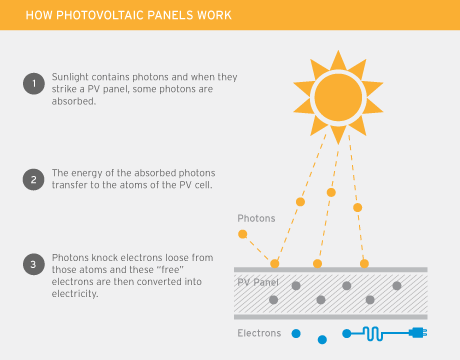 HOW PHOTOVOLTAIC PANELS WORK
1
Sunlight contains photons and when they
strike a PV panel, some photons are
absorbed.
2
The energy of the absorbed photons
transfer to the atoms of the PV cell.
3
Photons knock electrons loose from
those atoms and these “free”
electrons are then converted into
electricity.
Photons
PV Panel
Electrons